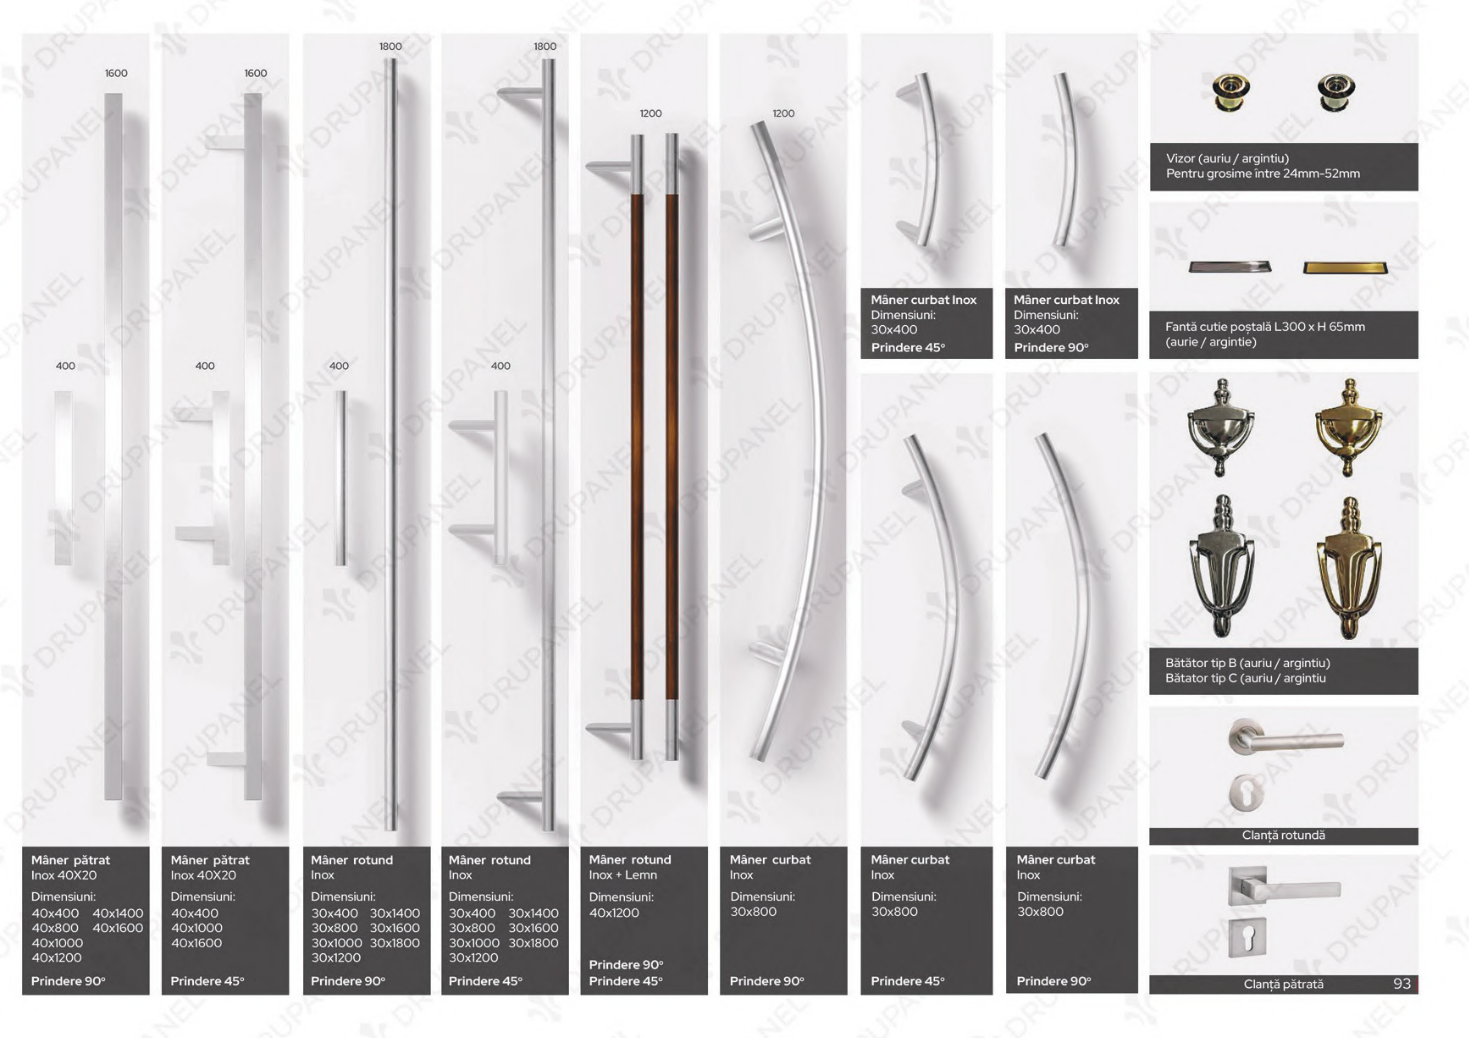 1600
400
Mâner pătrat
Inox 40X20
Dimensiuni:
40x400 40x1400
40x800 40x1600
40x1000
40x1200
Prindere 90°
1600
400
Mâner pătrat
Inox 40X20
Dimensiuni:
40x400
40x1000
40x1600
Prindere 45°
1800
400
Mâner rotund
Inox
Dimensiuni:
30x400 30x1400
30x800 30x1600
30x1000 30x1800
30x1200
Prindere 90°
1800
400
Mâner rotund
Inox
Dimensiuni:
30x400 30x1400
30x800 30x1600
30x1000 30x1800
30x1200
Prindere 45°
1200
Mâner rotund
Inox + Lemn
Dimensiuni:
40x1200
Prindere 90°
Prindere 45°
1200
Mâner curbat
Inox
Dimensiuni:
30x800
Prindere 90°
Mâner curbat Inox
Dimensiuni:
30x400
Prindere 45°
Mâner curbat Inox
Dimensiuni:
30x400
Prindere 90°
Mâner curbat
Inox
Dimensiuni:
30x800
Prindere 45°
Mâner curbat
Inox
Dimensiuni:
30x800
Prindere 90°
Vizor (auriu / argintiu)
Pentru grosime între 24mm-52mm
Fantă cutie poștală L300 x H 65mm
(aurie / argintie)
Bătător tip B (auriu / argintiu)
Bătator tip C (auriu / argintiu
Clanță rotundă
Clanță pătrată
93
DRUPANEL